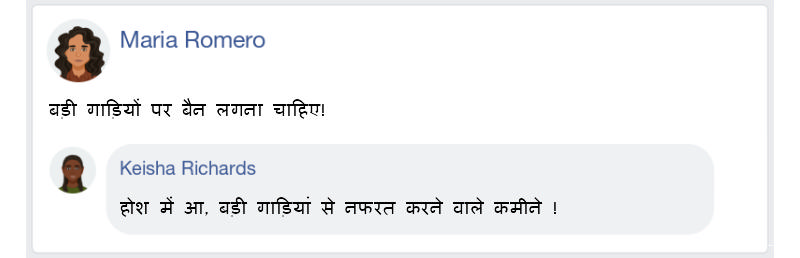 Maria Romero
बड़ी गाड़ियों पर बैन लगना चाहिए!
Keisha Richards
होश में आ, बड़ी गाड़ियां से नफरत करने वाले कमीने !